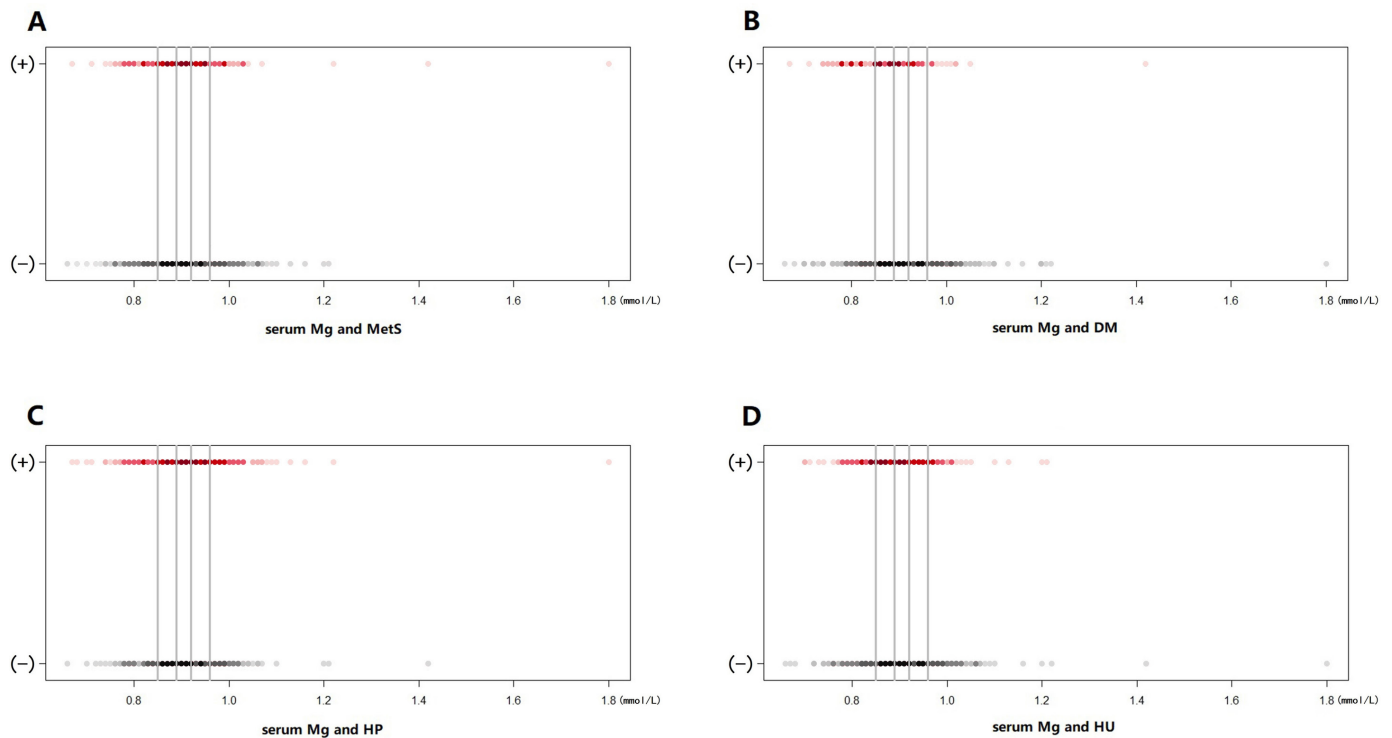 A
(+)
(−)
0.8 1.0 1.2 1.4 1.6 1.8 (mmol/L)
serum Mg and MetS
B
(+)
(−)
0.8 1.0 1.2 1.4 1.6 1.8 (mmol/L)
serum Mg and DM
C
(+)
(−)
0.8 1.0 1.2 1.4 1.6 1.8 (mmol/L)
serum Mg and HP
D
(+)
(−)
0.8 1.0 1.2 1.4 1.6 1.8 (mmol/L)
serum Mg and HU